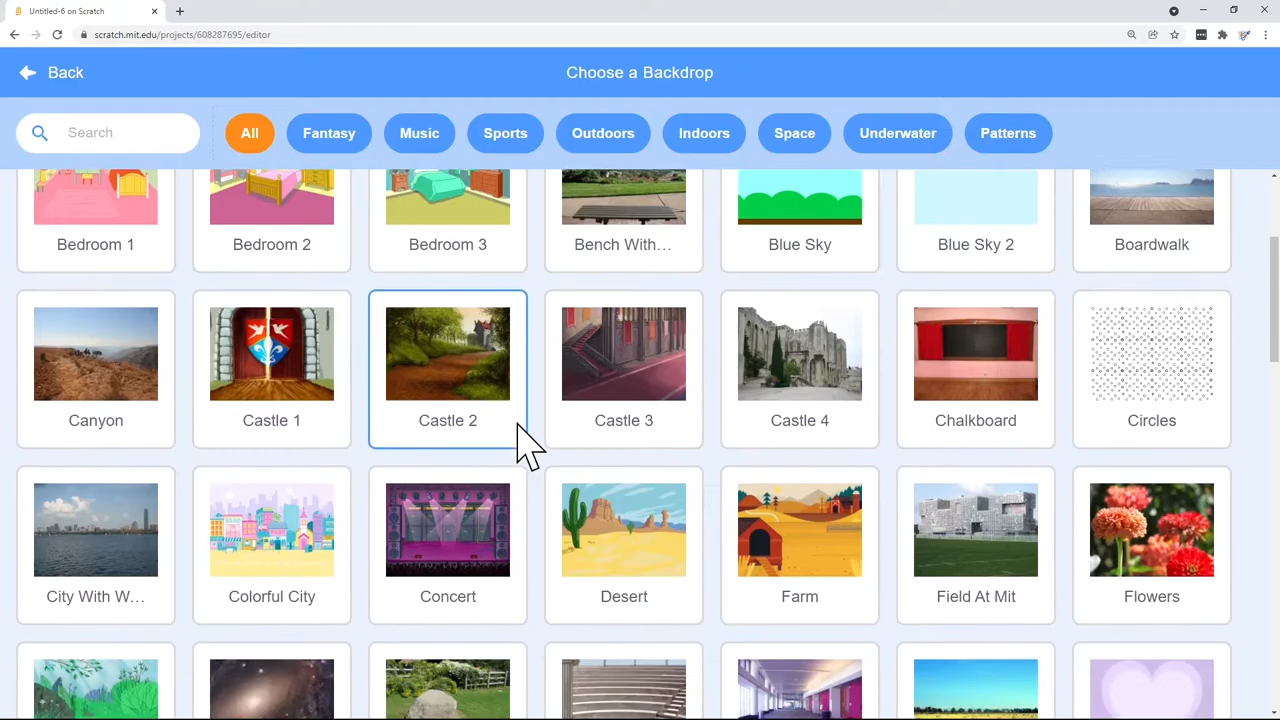 Untitled-6 on Scratch
scratch.mit.edu/projects/608287695/editor
Back
Choose a Backdrop
Search
All
Fantasy
Music
Sports
Outdoors
Indoors
Space
Underwater
Patterns
Bedroom 1
Bedroom 2
Bedroom 3
Bench With…
Blue Sky
Blue Sky 2
Boardwalk
Canyon
Castle 1
Castle 2
Castle 3
Castle 4
Chalkboard
Circles
City With W…
Colorful City
Concert
Desert
Farm
Field At Mit
Flowers